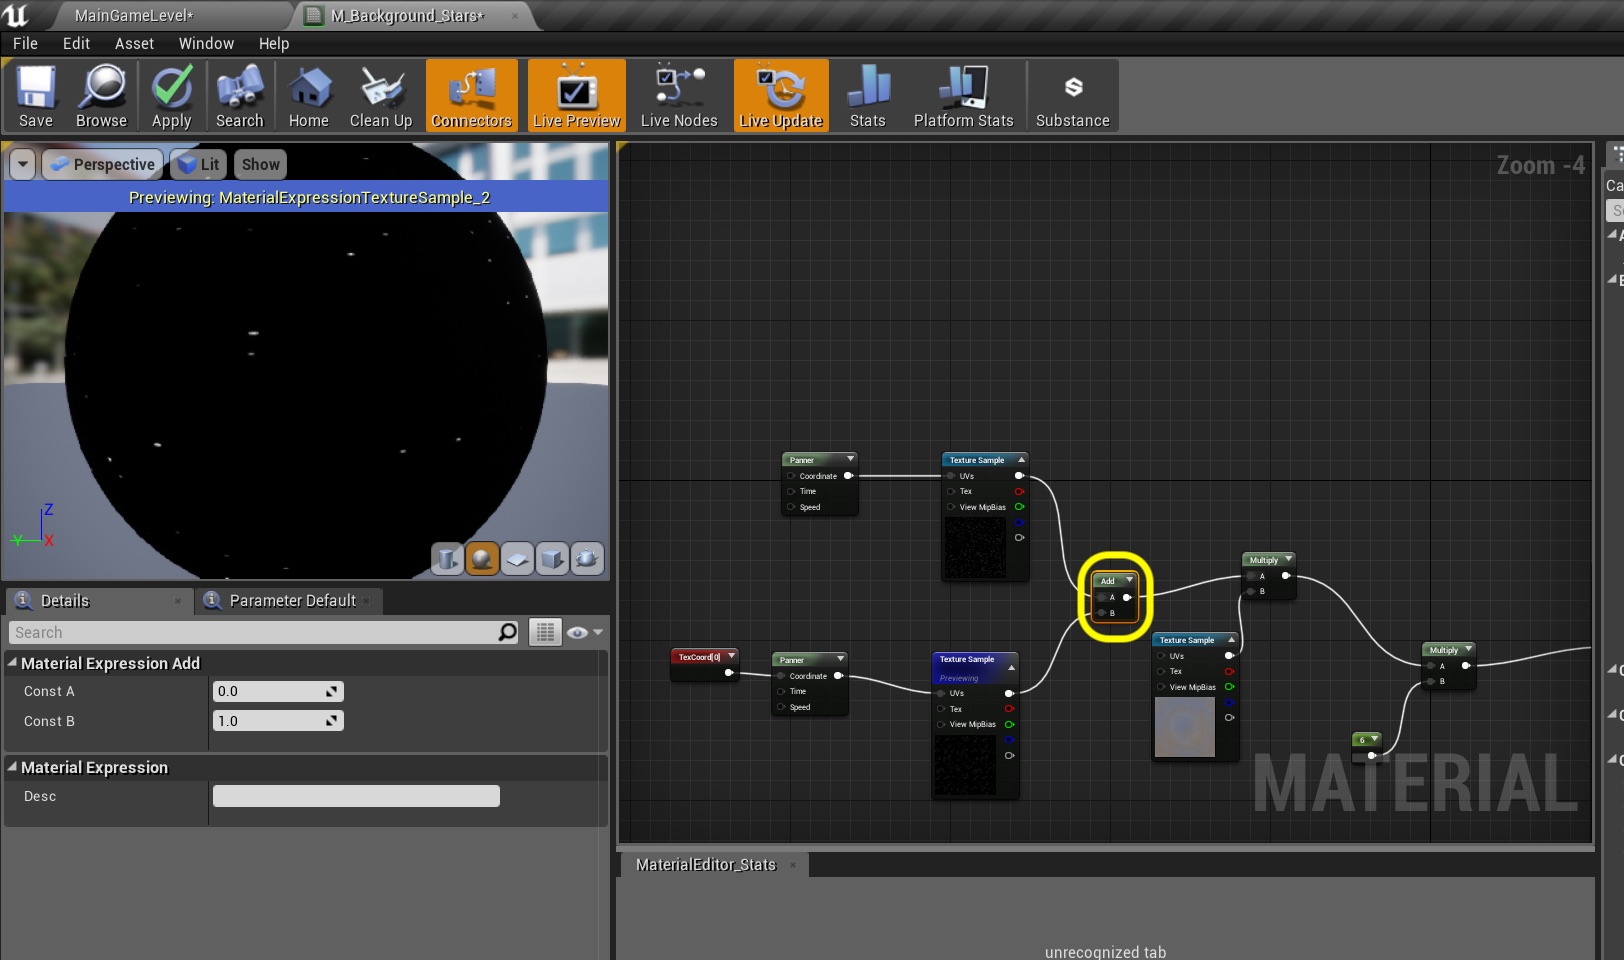 MainGameLevel*
M_Background_Stars*
File Edit Asset Window Help
Save Browse Apply Search Home Clean Up Connectors Live Preview Live Nodes Live Update Stats Platform Stats Substance
Perspective Lit Show
Previewing: MaterialExpressionTextureSample_2
Z
Y X
Details
Parameter Default
Search
Material Expression Add
Const A 0.0
Const B 1.0
Material Expression
Desc
Zoom -4
Panner
Coordinate
Time
Speed
Texture Sample
UVs
Tex
View MipBias
Add
A
B
Multiply
A
B
TexCoord[0]
Panner
Coordinate
Time
Speed
Texture Sample
Previewing
UVs
Tex
View MipBias
Texture Sample
UVs
Tex
View MipBias
Multiply
A
B
6
MATERIAL
MaterialEditor_Stats
unrecognized tab
Ca